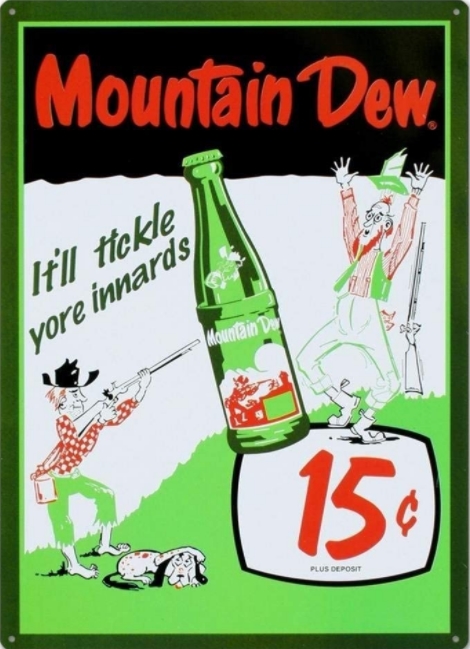 Mountain Dew®
It'll tickle
yore innards
Mountain Dew
15¢
PLUS DEPOSIT